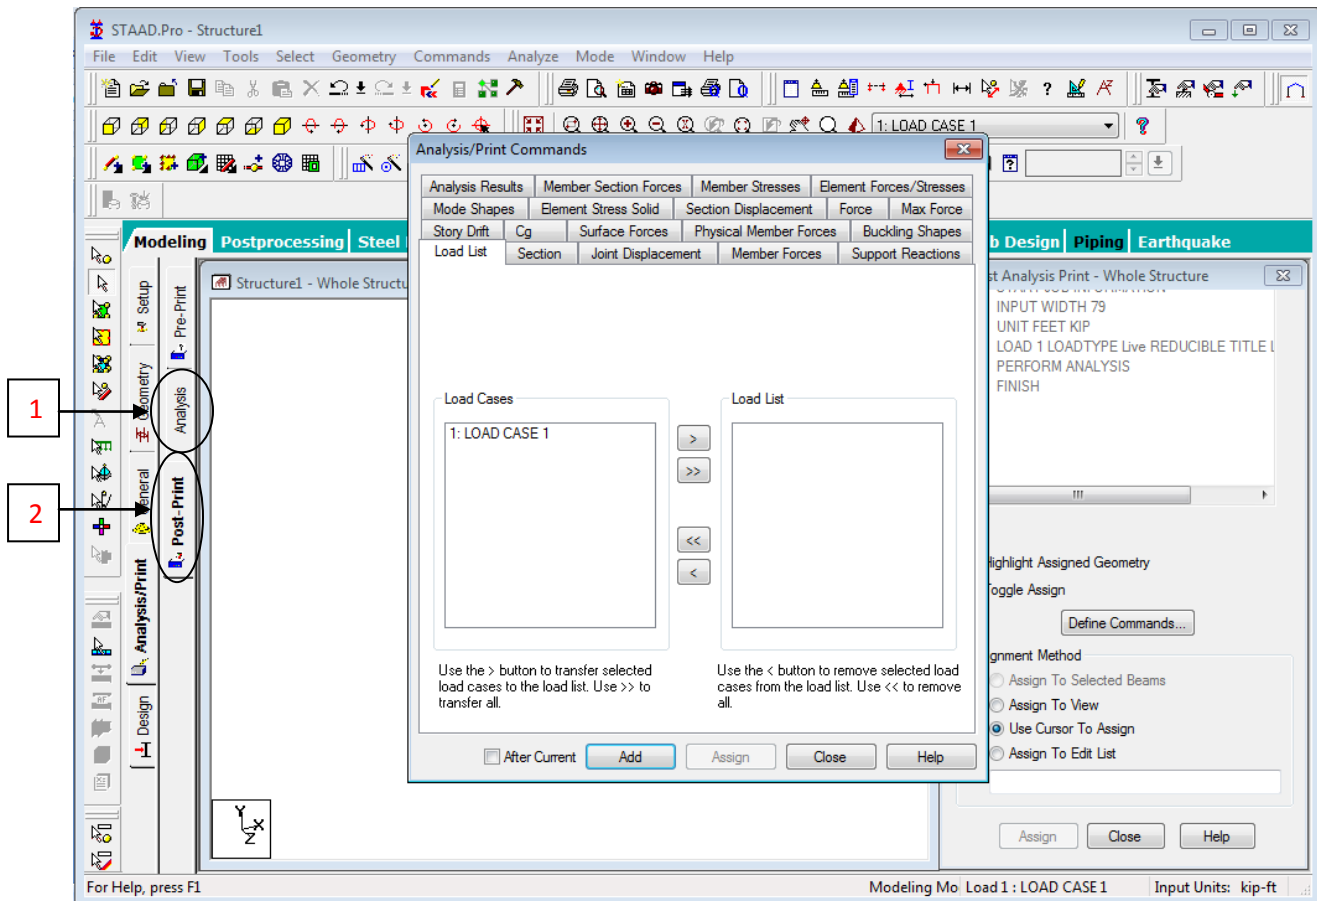 STAAD.Pro - Structure1
File Edit View Tools Select Geometry Commands Analyze Mode Window Help
1: LOAD CASE 1
Analysis/Print Commands
Analysis Results Member Section Forces Member Stresses Element Forces/Stresses
Mode Shapes Element Stress Solid Section Displacement Force Max Force
Story Drift Cg Surface Forces Physical Member Forces Buckling Shapes
Load List Section Joint Displacement Member Forces Support Reactions
Modeling Postprocessing Steel b Design Piping Earthquake
Structure1 - Whole Structu
st Analysis Print - Whole Structure
START JOB INFORMATION
INPUT WIDTH 79
UNIT FEET KIP
LOAD 1 LOADTYPE Live REDUCIBLE TITLE L
PERFORM ANALYSIS
FINISH
Setup
Geometry
General
Analysis/Print
Design
Pre-Print
Analysis
Post-Print
1
2
Load Cases
1: LOAD CASE 1
Load List
>
>>
<<
<
Use the > button to transfer selected
load cases to the load list. Use >> to
transfer all.
Use the < button to remove selected load
cases from the load list. Use << to remove
all.
After Current Add Assign Close Help
Highlight Assigned Geometry
Toggle Assign
Define Commands...
gnment Method
Assign To Selected Beams
Assign To View
Use Cursor To Assign
Assign To Edit List
Assign Close Help
Y
X
Z
For Help, press F1
Modeling Mo Load 1 : LOAD CASE 1 Input Units: kip-ft